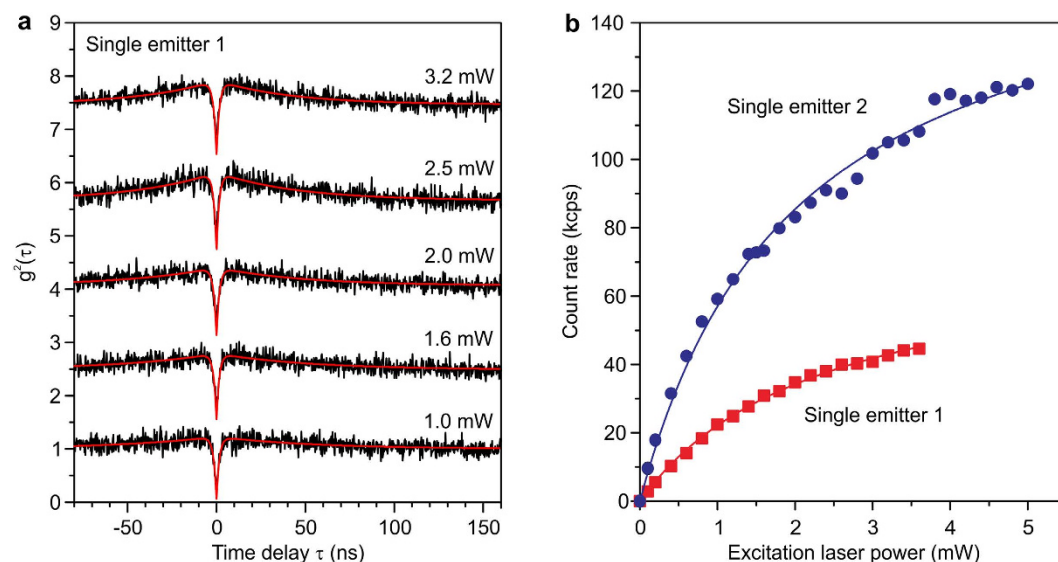 a
Single emitter 1
3.2 mW
2.5 mW
2.0 mW
1.6 mW
1.0 mW
9
8
7
6
5
4
3
2
1
0
g²(τ)
-50 0 50 100 150
Time delay τ (ns)
b
140
120
100
80
60
40
20
0
Count rate (kcps)
Single emitter 2
Single emitter 1
0 1 2 3 4 5
Excitation laser power (mW)